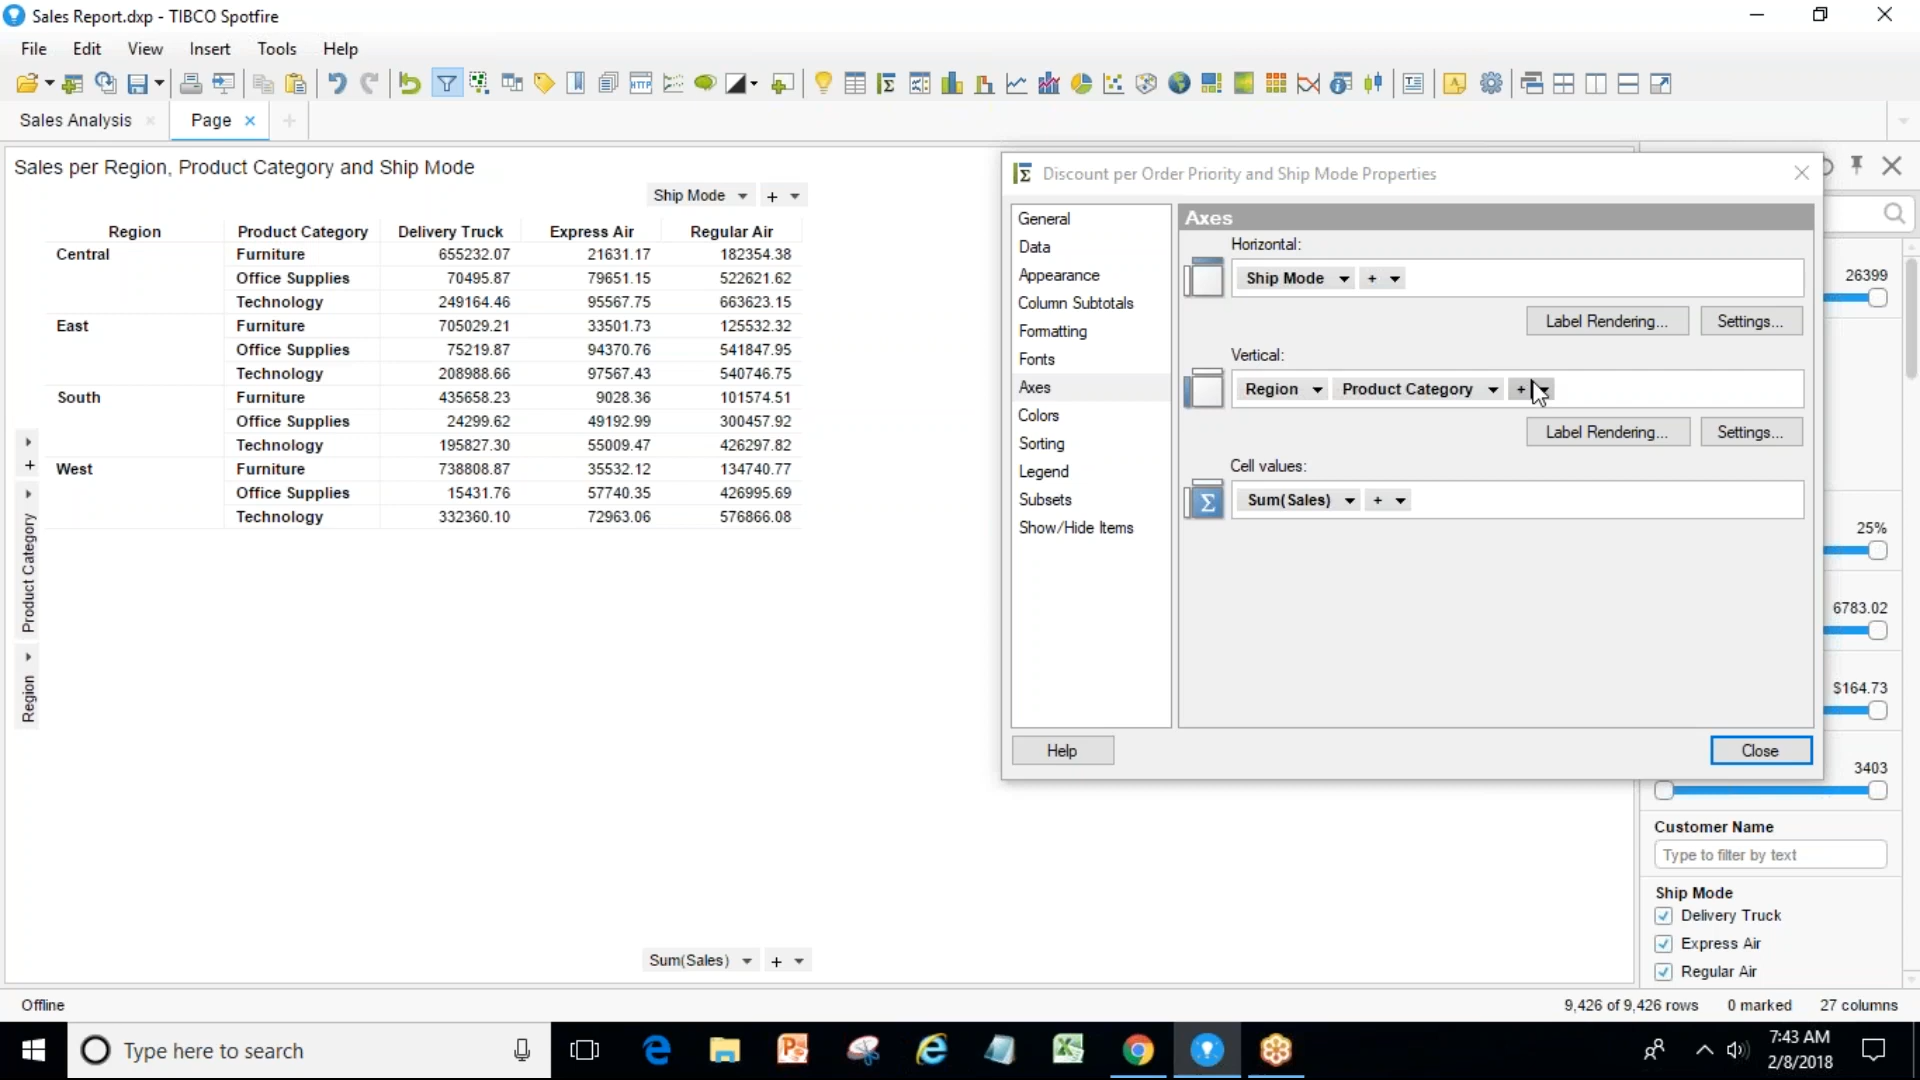 Sales Report.dxp - TIBCO Spotfire
File Edit View Insert Tools Help
HTTP
Sales Analysis Page
Sales per Region, Product Category and Ship Mode
Ship Mode +
Region Product Category Delivery Truck Express Air Regular Air
Central Furniture 655232.07 21631.17 182354.38
Office Supplies 70495.87 79651.15 522621.62
Technology 249164.46 95567.75 663623.15
East Furniture 705029.21 33501.73 125532.32
Office Supplies 75219.87 94370.76 541847.95
Technology 208988.66 97567.43 540746.75
South Furniture 435658.23 9028.36 101574.51
Office Supplies 24299.62 49192.99 300457.92
Technology 195827.30 55009.47 426297.82
West Furniture 738808.87 35532.12 134740.77
Office Supplies 15431.76 57740.35 426995.69
Technology 332360.10 72963.06 576866.08
+
Product Category
Region
Sum(Sales) +
Discount per Order Priority and Ship Mode Properties
General
Data
Appearance
Column Subtotals
Formatting
Fonts
Axes
Colors
Sorting
Legend
Subsets
Show/Hide Items
Axes
Horizontal:
Ship Mode +
Label Rendering... Settings...
Vertical:
Region Product Category +
Label Rendering... Settings...
Cell values:
Σ Sum(Sales) +
Help Close
26399
25%
6783.02
$164.73
3403
Customer Name
Type to filter by text
Ship Mode
Delivery Truck
Express Air
Regular Air
Offline 9,426 of 9,426 rows 0 marked 27 columns
Type here to search
7:43 AM
2/8/2018